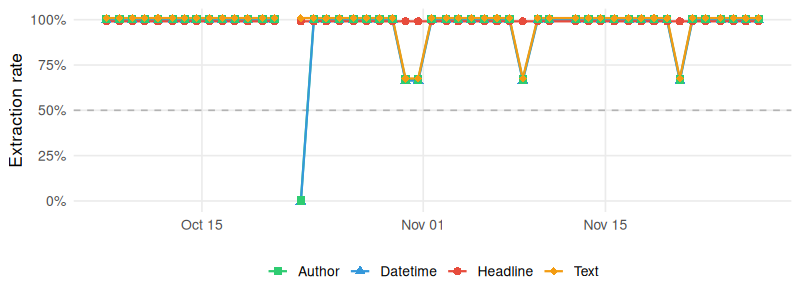 Extraction rate
100%
75%
50%
25%
0%
Oct 15
Nov 01
Nov 15
Author
Datetime
Headline
Text